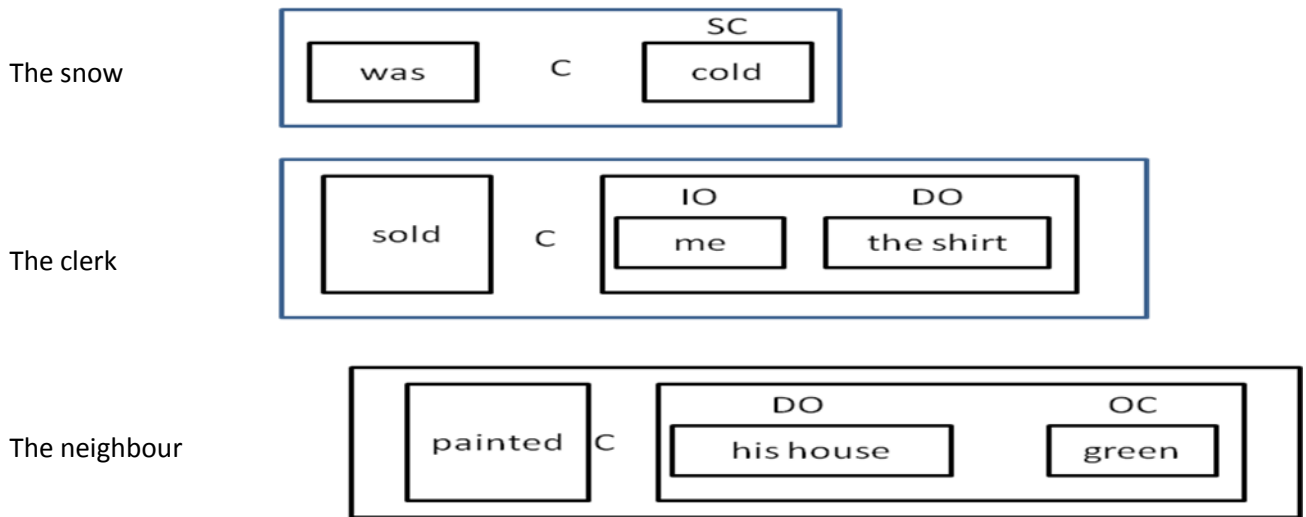 SC
The snow was C cold
IO DO
sold C me the shirt
The clerk
DO OC
The neighbour painted C his house green